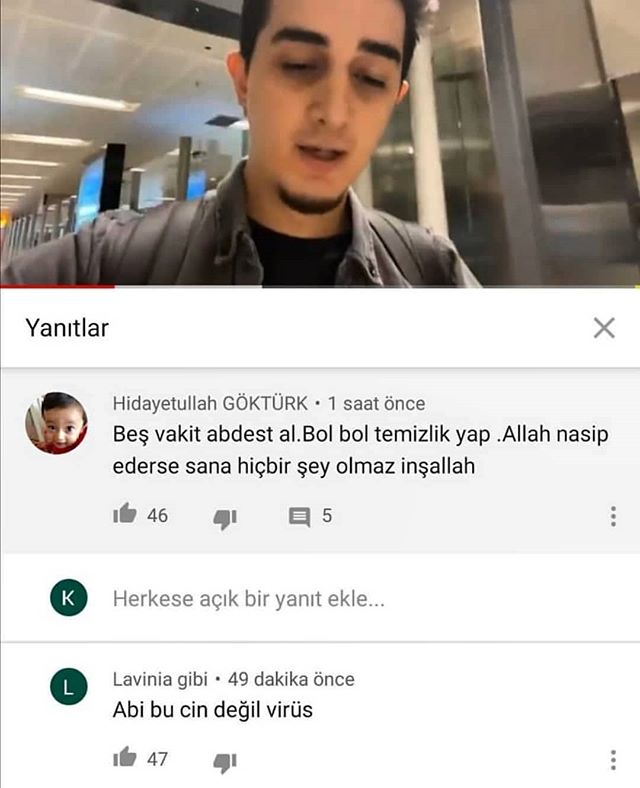 Yanıtlar
Hidayetullah GÖKTÜRK • 1 saat önce
Beş vakit abdest al.Bol bol temizlik yap .Allah nasip
ederse sana hiçbir şey olmaz inşallah
46
5
K
Herkese açık bir yanıt ekle...
L
Lavinia gibi • 49 dakika önce
Abi bu cin değil virüs
47